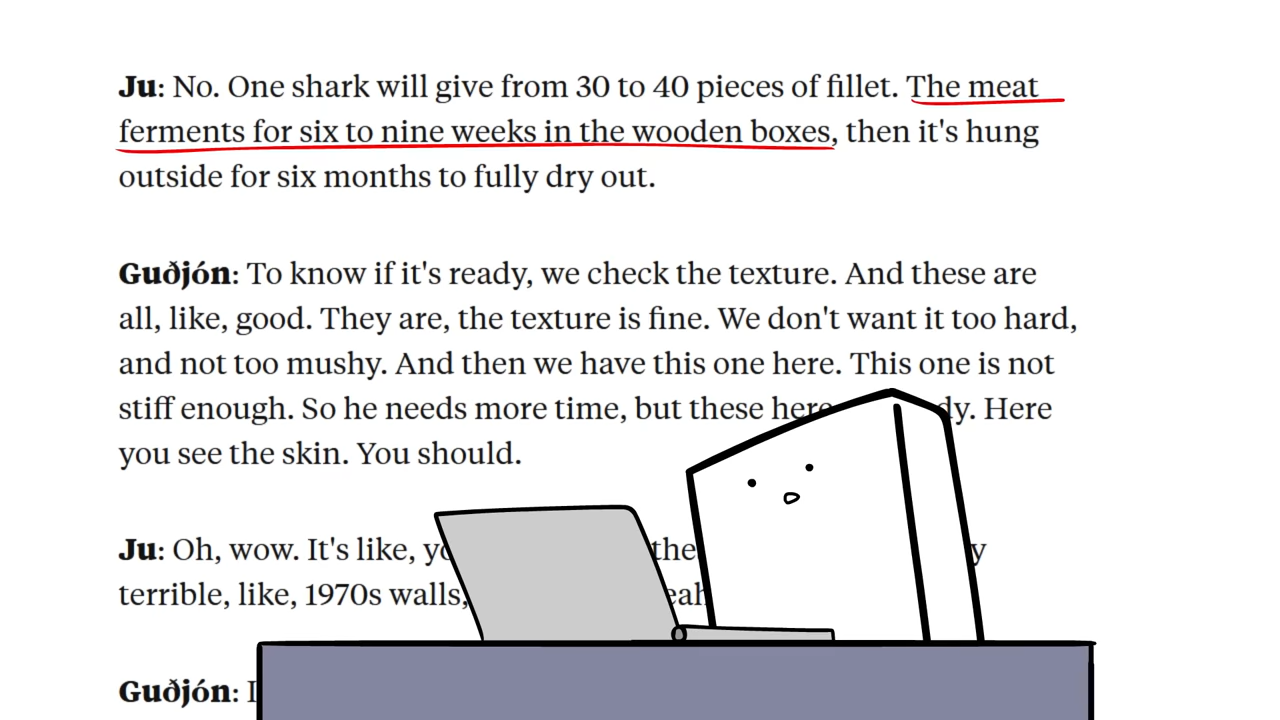 Ju: No. One shark will give from 30 to 40 pieces of fillet. The meat
ferments for six to nine weeks in the wooden boxes, then it's hung
outside for six months to fully dry out.
Guðjón: To know if it's ready, we check the texture. And these are
all, like, good. They are, the texture is fine. We don't want it too hard,
and not too mushy. And then we have this one here. This one is not
stiff enough. So he needs more time, but these here Here
you see the skin. You should.
Ju: Oh, wow. It's like, the
terrible, like, 1970s walls,
Guðjón: